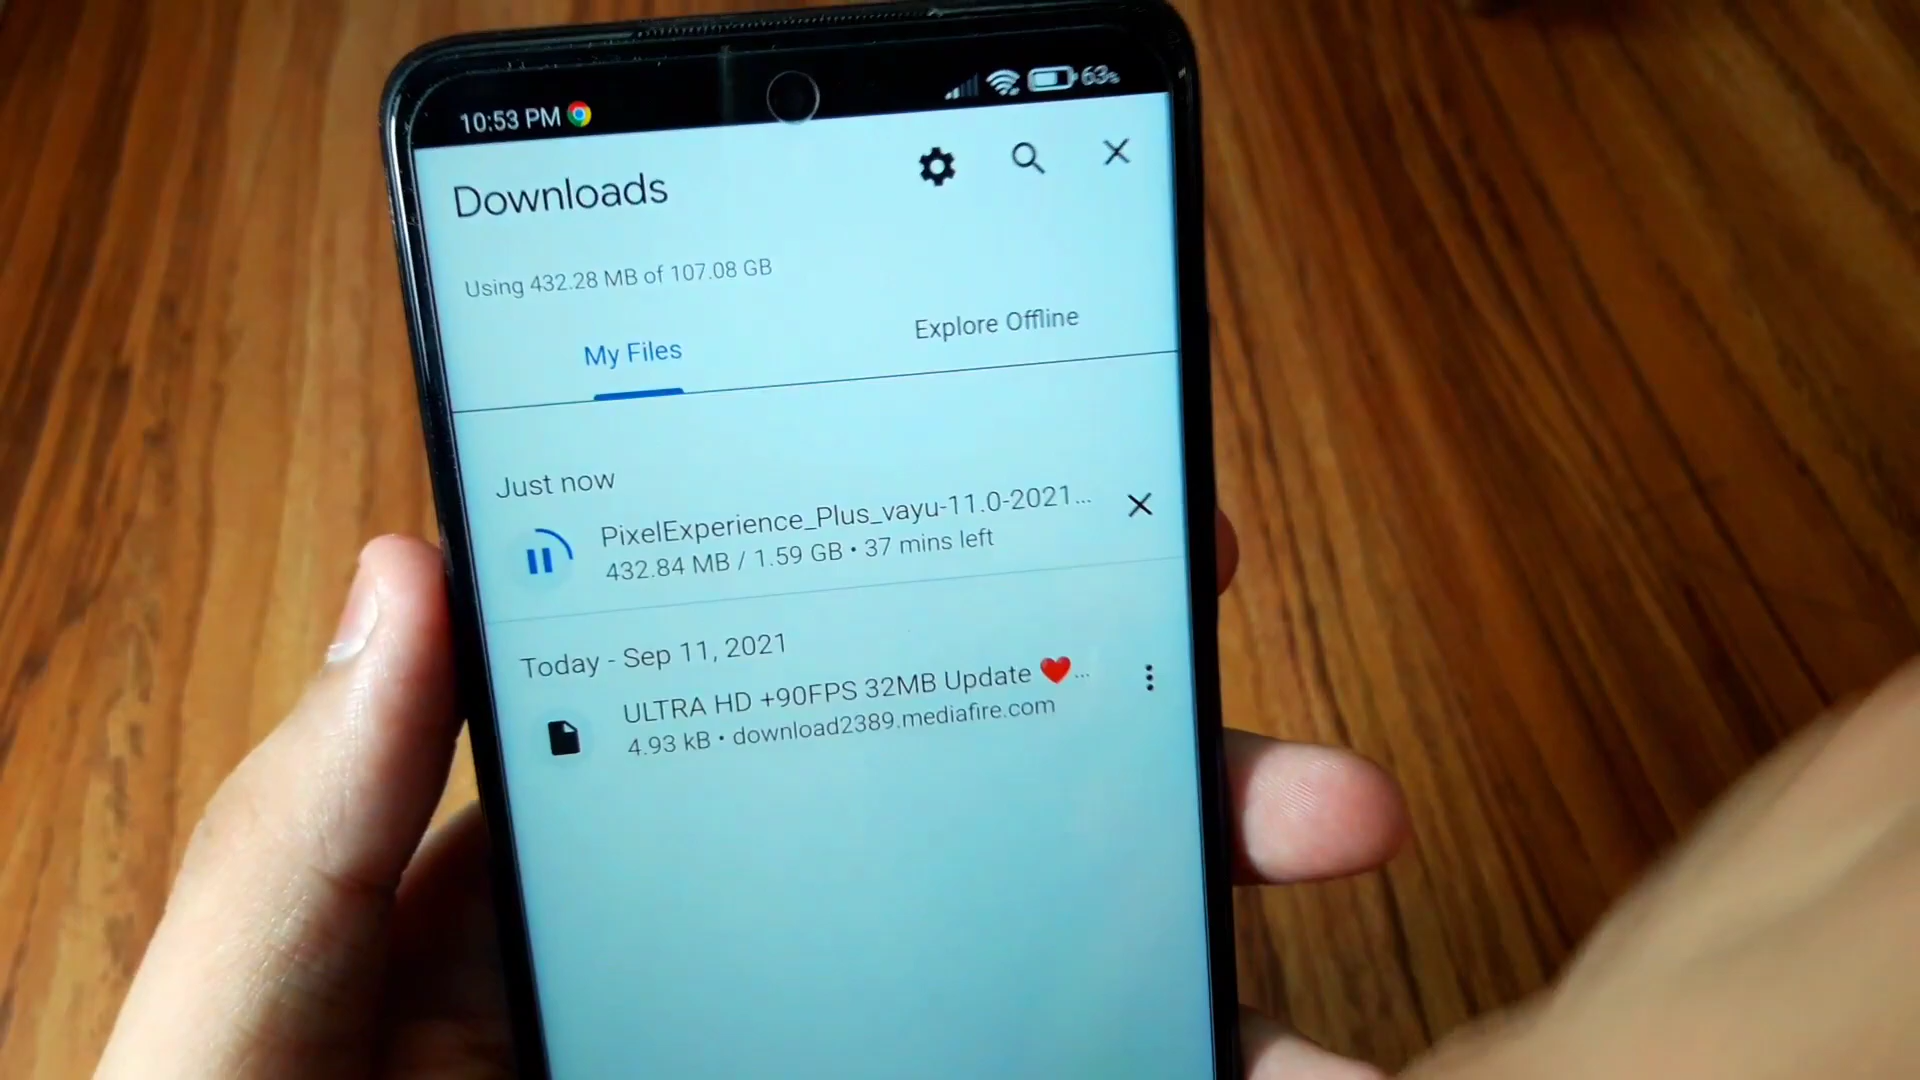 10:53 PM 63%
Downloads
Using 432.28 MB of 107.08 GB
My Files
Explore Offline
Just now
PixelExperience_Plus_vayu-11.0-2021...
432.84 MB / 1.59 GB • 37 mins left
Today - Sep 11, 2021
ULTRA HD +90FPS 32MB Update ❤️...
4.93 kB • download2389.mediafire.com